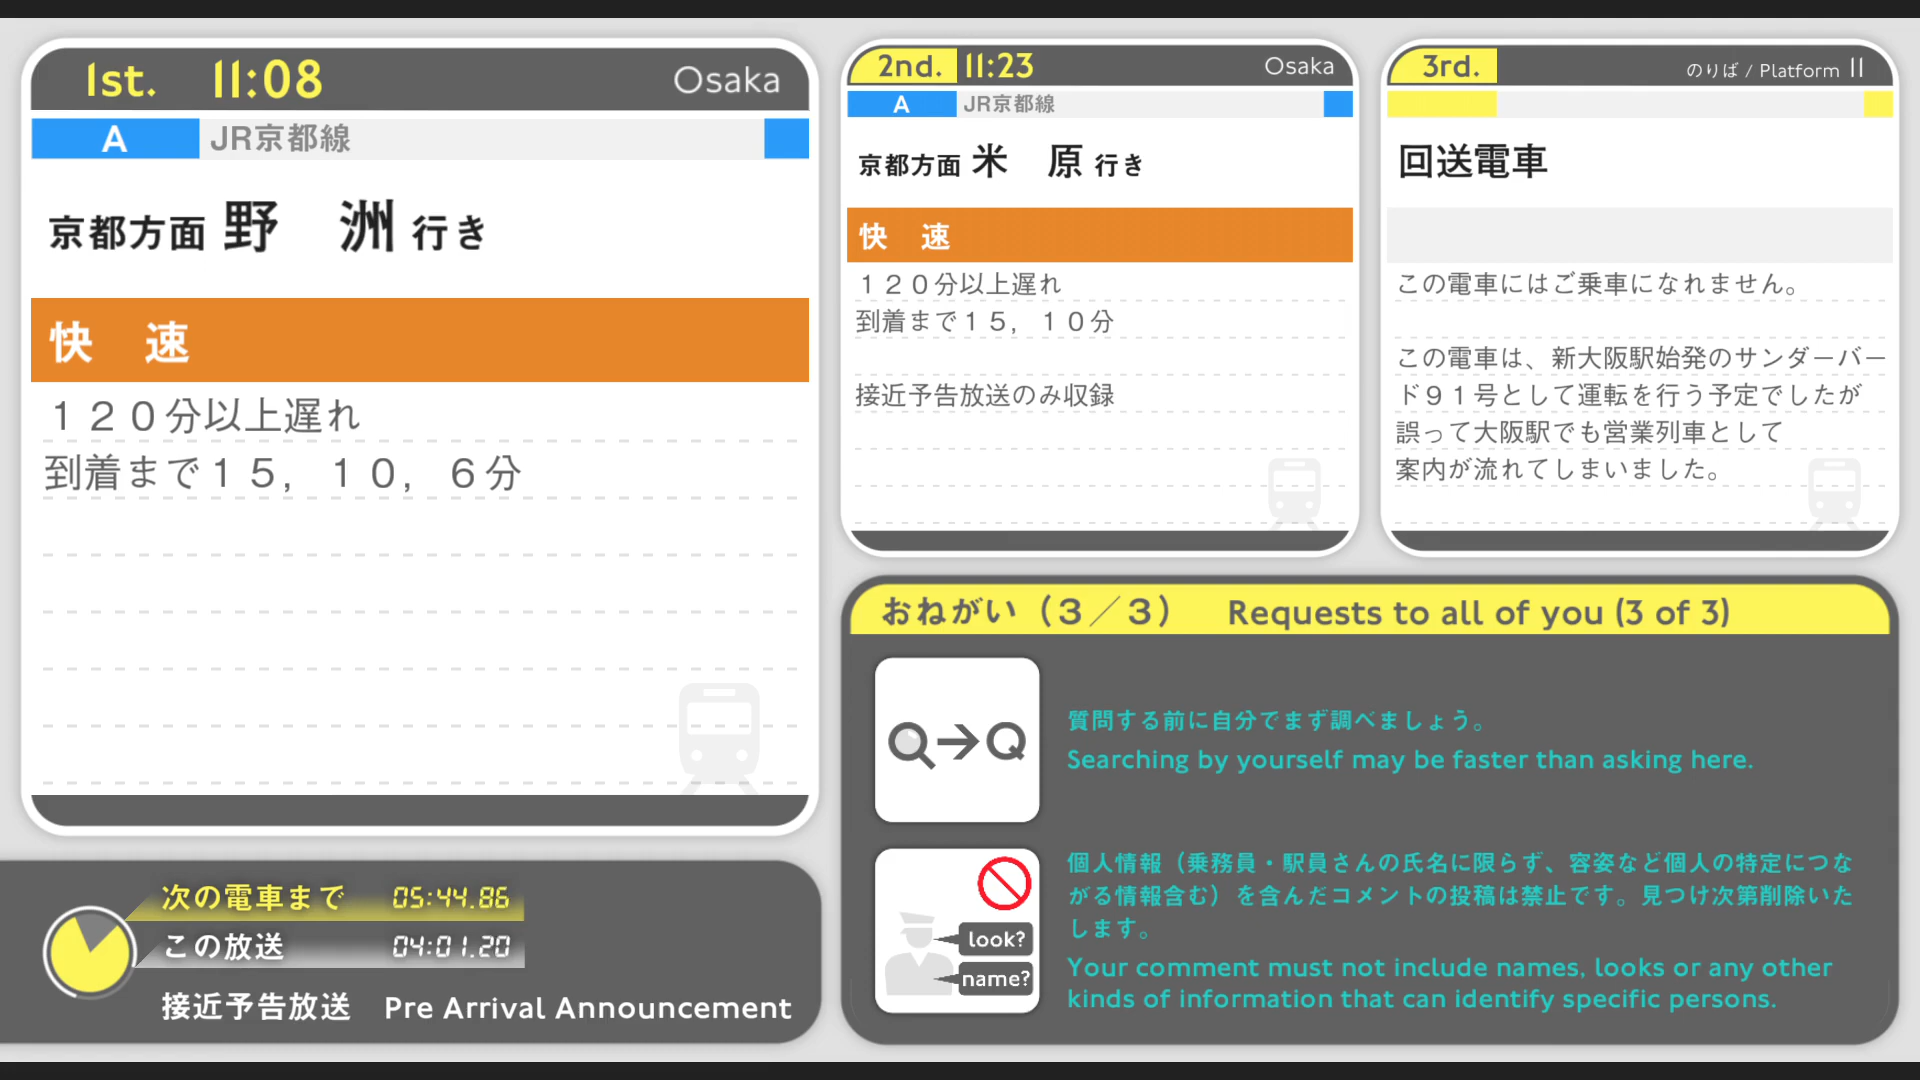 1st. 11:08 Osaka
A JR京都線
京都方面 野　洲 行き
快　速
１２０分以上遅れ
到着まで１５，１０，６分
2nd. 11:23 Osaka
A JR京都線
京都方面 米　原 行き
快　速
１２０分以上遅れ
到着まで１５，１０分
接近予告放送のみ収録
3rd. のりば / Platform 11
回送電車
この電車にはご乗車になれません。
この電車は、新大阪駅始発のサンダーバー
ド９１号として運転を行う予定でしたが
誤って大阪駅でも営業列車として
案内が流れてしまいました。
次の電車まで 05:44.86
この放送 04:01.20
接近予告放送 Pre Arrival Announcement
おねがい（３／３） Requests to all of you (3 of 3)
Q
質問する前に自分でまず調べましょう。
Searching by yourself may be faster than asking here.
look?
name?
個人情報（乗務員・駅員さんの氏名に限らず、容姿など個人の特定につな
がる情報含む）を含んだコメントの投稿は禁止です。見つけ次第削除いた
します。
Your comment must not include names, looks or any other
kinds of information that can identify specific persons.